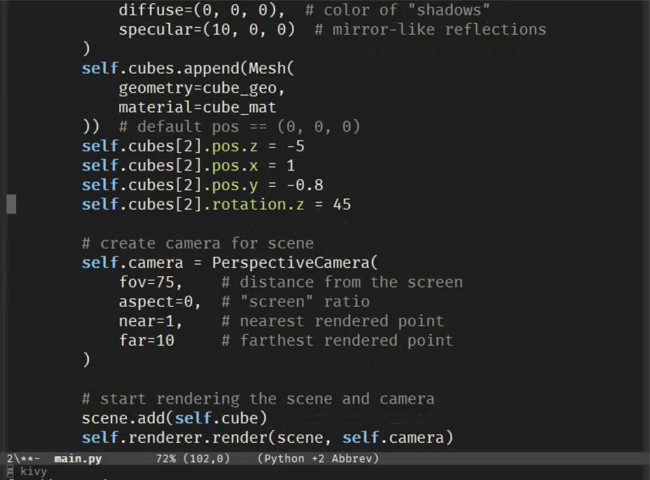 diffuse=(0, 0, 0),  # color of "shadows"
specular=(10, 0, 0)  # mirror-like reflections
)
self.cubes.append(Mesh(
geometry=cube_geo,
material=cube_mat
))  # default pos == (0, 0, 0)
self.cubes[2].pos.z = -5
self.cubes[2].pos.x = 1
self.cubes[2].pos.y = -0.8
self.cubes[2].rotation.z = 45
# create camera for scene
self.camera = PerspectiveCamera(
fov=75,    # distance from the screen
aspect=0,  # "screen" ratio
near=1,    # nearest rendered point
far=10     # farthest rendered point
)
# start rendering the scene and camera
scene.add(self.cube)
self.renderer.render(scene, self.camera)
2\**-  main.py       72% (102,0)    (Python +2 Abbrev)
# kivy